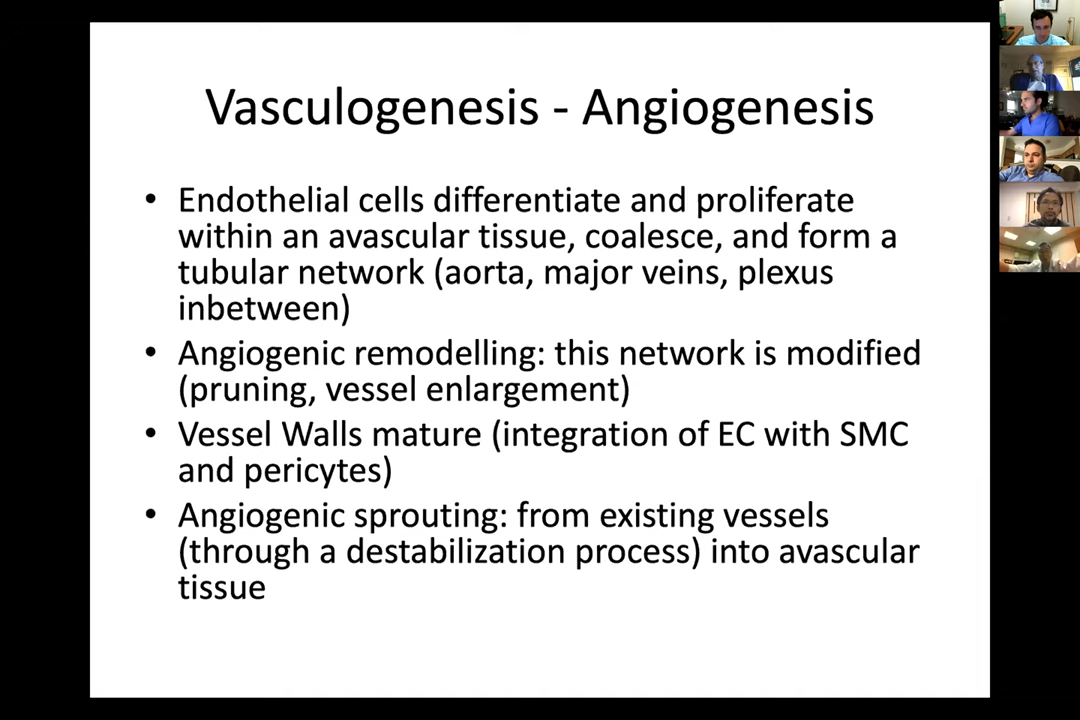 Vasculogenesis - Angiogenesis
• Endothelial cells differentiate and proliferate
within an avascular tissue, coalesce, and form a
tubular network (aorta, major veins, plexus
inbetween)
• Angiogenic remodelling: this network is modified
(pruning, vessel enlargement)
• Vessel Walls mature (integration of EC with SMC
and pericytes)
• Angiogenic sprouting: from existing vessels
(through a destabilization process) into avascular
tissue